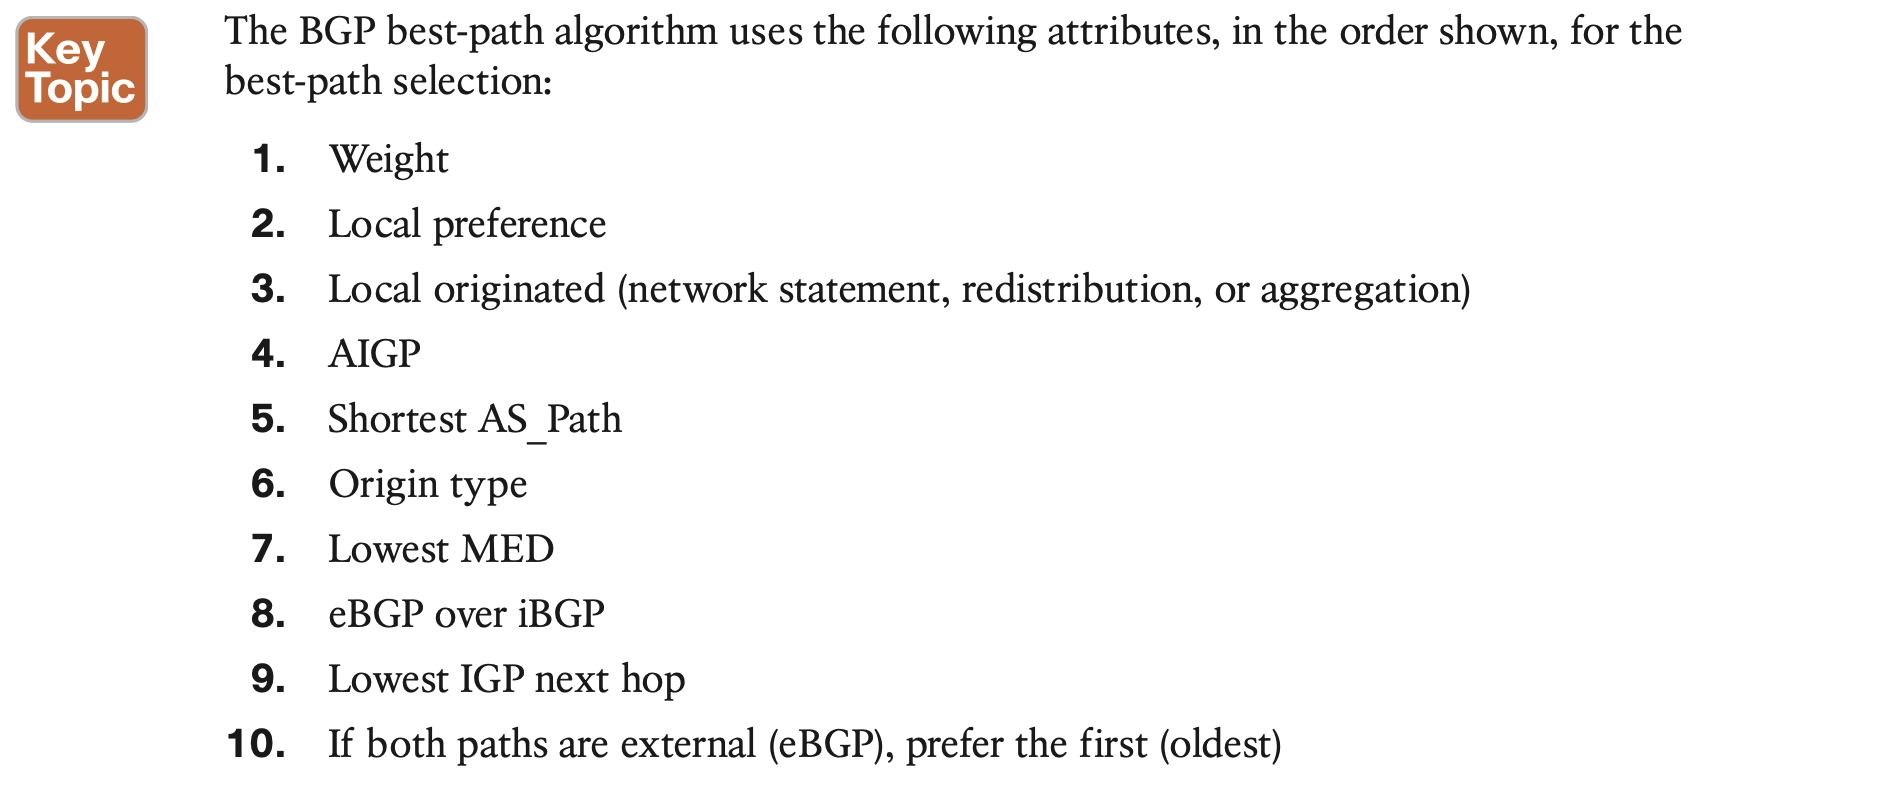 Key
Topic
The BGP best-path algorithm uses the following attributes, in the order shown, for the
best-path selection:
1. Weight
2. Local preference
3. Local originated (network statement, redistribution, or aggregation)
4. AIGP
5. Shortest AS_Path
6. Origin type
7. Lowest MED
8. eBGP over iBGP
9. Lowest IGP next hop
10. If both paths are external (eBGP), prefer the first (oldest)